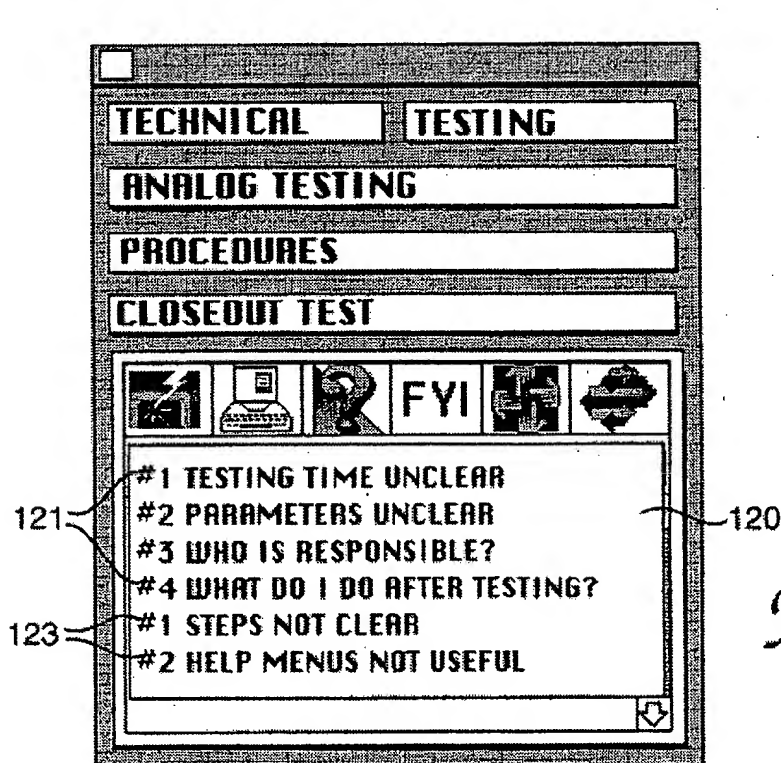 TECHNICAL TESTING
ANALOG TESTING
PROCEDURES
CLOSEOUT TEST
FYI
#1 TESTING TIME UNCLEAR
#2 PARAMETERS UNCLEAR
121 120
#3 WHO IS RESPONSIBLE?
#4 WHAT DO I DO AFTER TESTING?
#1 STEPS NOT CLEAR
123
#2 HELP MENUS NOT USEFUL